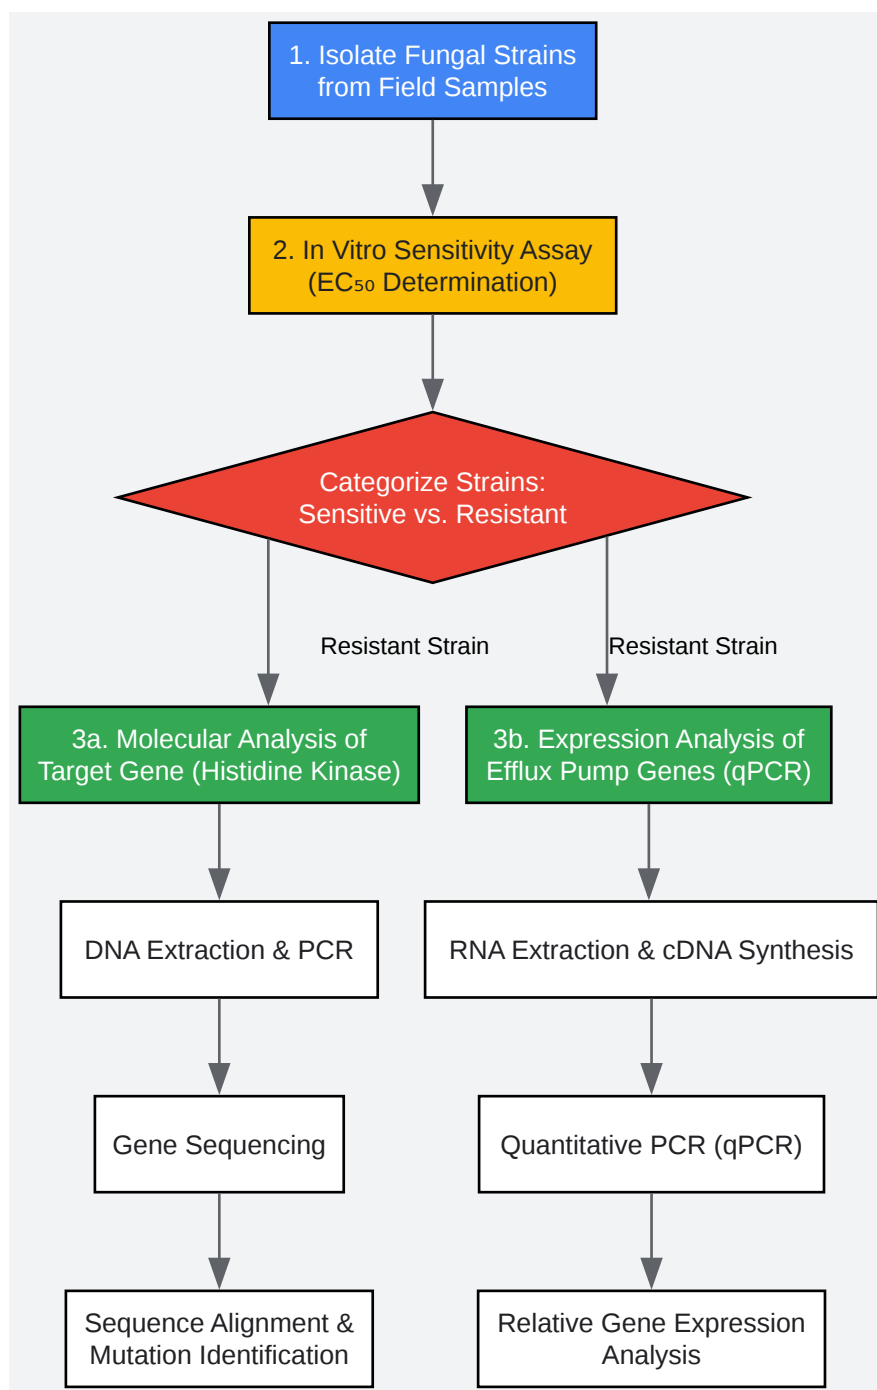 1. Isolate Fungal Strains
from Field Samples
2. In Vitro Sensitivity Assay
(EC₅₀ Determination)
Categorize Strains:
Sensitive vs. Resistant
Resistant Strain
Resistant Strain
3a. Molecular Analysis of
Target Gene (Histidine Kinase)
3b. Expression Analysis of
Efflux Pump Genes (qPCR)
DNA Extraction & PCR
RNA Extraction & cDNA Synthesis
Gene Sequencing
Quantitative PCR (qPCR)
Sequence Alignment &
Mutation Identification
Relative Gene Expression
Analysis